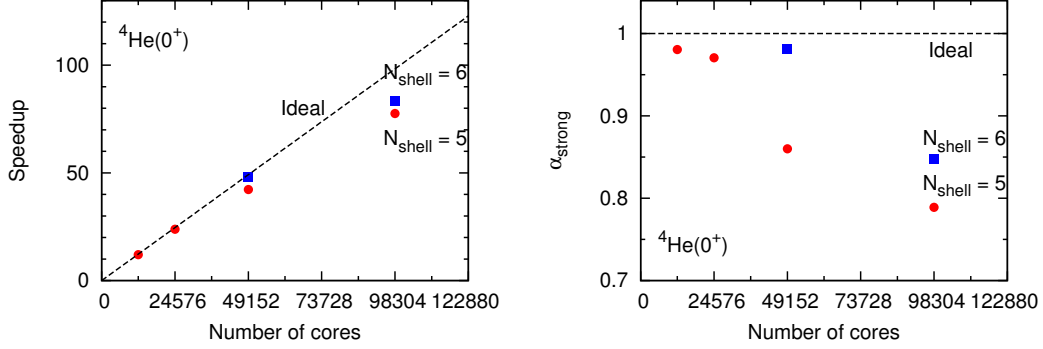 ⁴He(0⁺)
100
N_shell = 6
Ideal
Speedup
N_shell = 5
50
0
0 24576 49152 73728 98304 122880
Number of cores
1
Ideal
0.9
α_strong
N_shell = 6
N_shell = 5
0.8
⁴He(0⁺)
0.7
0 24576 49152 73728 98304 122880
Number of cores